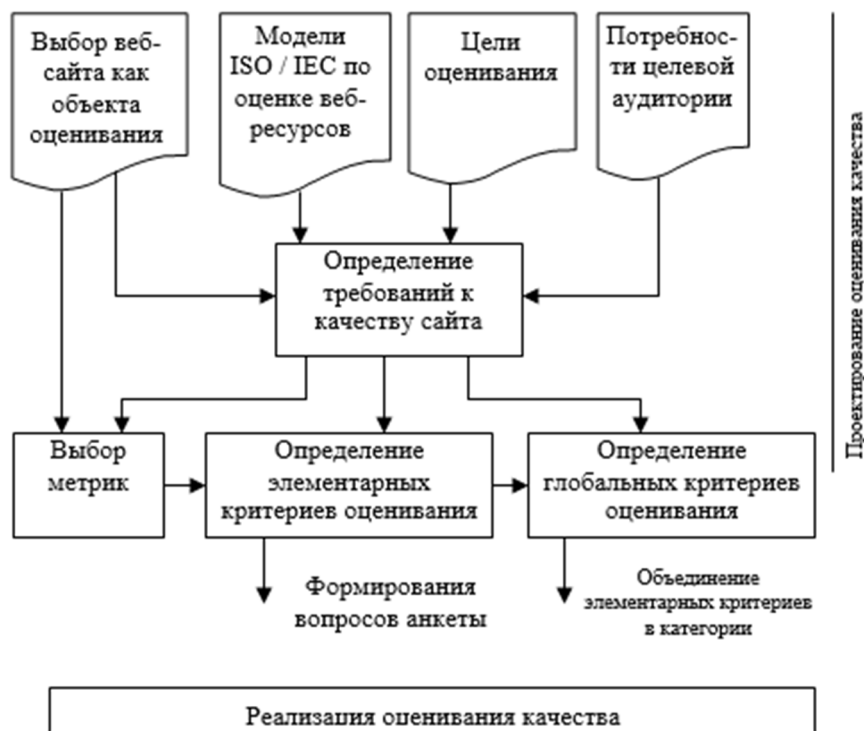 Выбор веб-
сайта как
объекта
оценивания
Модели
ISO / IEC по
оценке веб-
ресурсов
Цели
оценивания
Потребнос-
ти целевой
аудитории
Проектирование оценивания качества
Определение
требований к
качеству сайта
Выбор
метрик
Определение
элементарных
критериев оценивания
Определение
глобальных критериев
оценивания
Формирования
вопросов анкеты
Объединение
элементарных критериев
в категории
Реализация оценивания качества